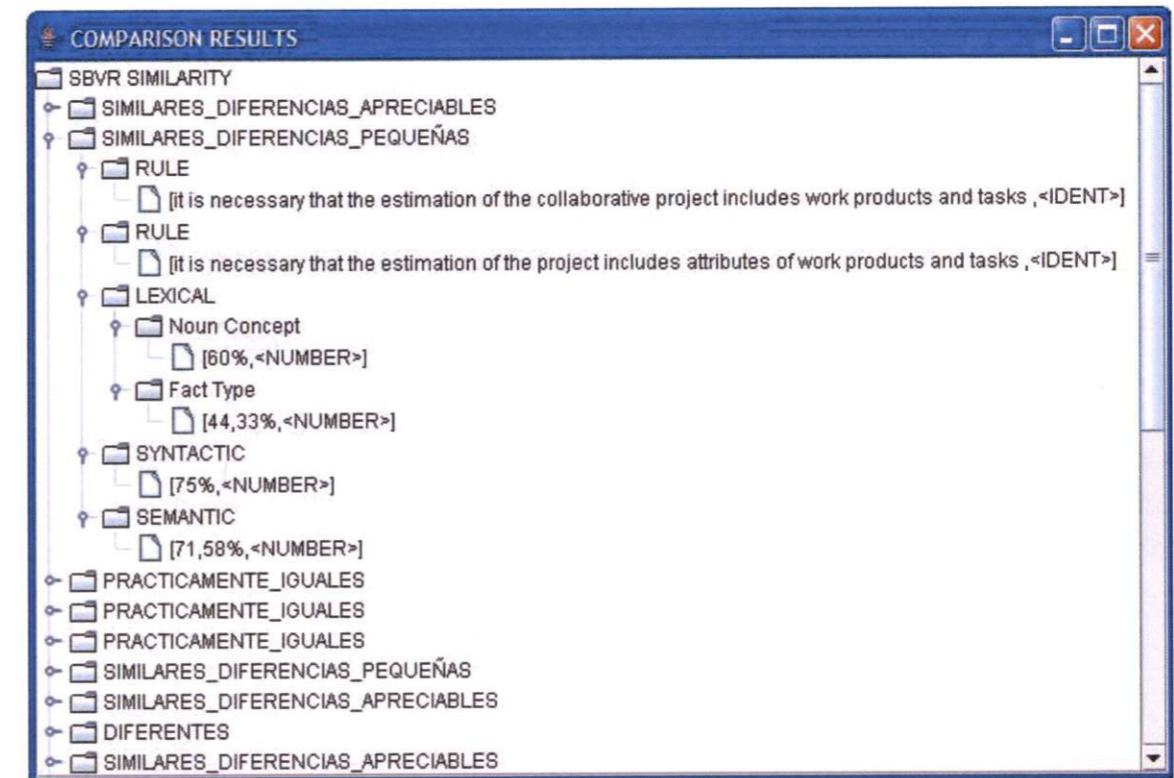 COMPARISON RESULTS
SBVR SIMILARITY
SIMILARES_DIFERENCIAS_APRECIABLES
SIMILARES_DIFERENCIAS_PEQUEÑAS
RULE
[it is necessary that the estimation of the collaborative project includes work products and tasks ,<IDENT>]
RULE
[it is necessary that the estimation of the project includes attributes of work products and tasks ,<IDENT>]
LEXICAL
Noun Concept
[60%,<NUMBER>]
Fact Type
[44,33%,<NUMBER>]
SYNTACTIC
[75%,<NUMBER>]
SEMANTIC
[71,58%,<NUMBER>]
PRACTICAMENTE_IGUALES
PRACTICAMENTE_IGUALES
PRACTICAMENTE_IGUALES
SIMILARES_DIFERENCIAS_PEQUEÑAS
SIMILARES_DIFERENCIAS_APRECIABLES
DIFERENTES
SIMILARES_DIFERENCIAS_APRECIABLES